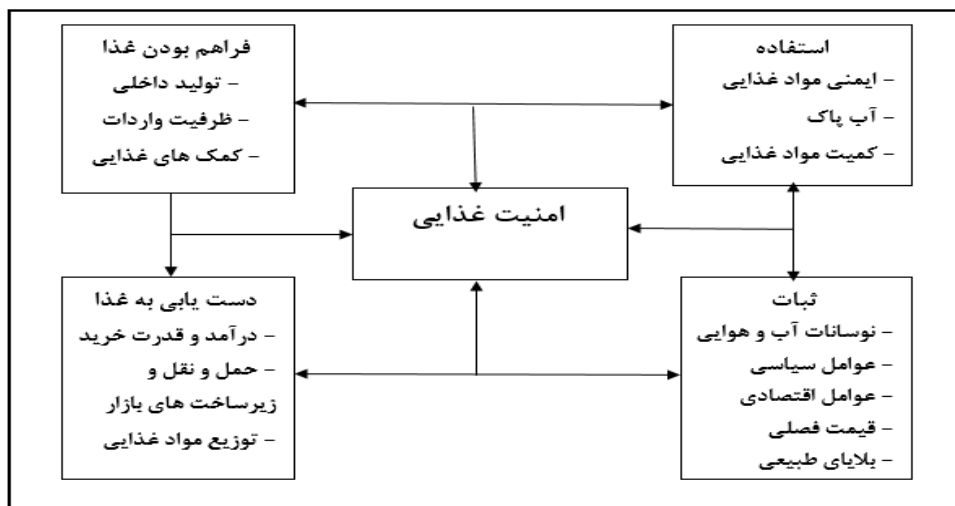 استفاده
- ایمنی مواد غذایی
- آب پاک
- کمیت مواد غذایی
فراهم بودن غذا
- تولید داخلی
- ظرفیت واردات
- کمک های غذایی
امنیت غذایی
ثبات
- نوسانات آب و هوایی
- عوامل سیاسی
- عوامل اقتصادی
- قیمت فصلی
- بلایای طبیعی
دست یابی به غذا
- درآمد و قدرت خرید
- حمل و نقل و
زیرساخت های بازار
- توزیع مواد غذایی